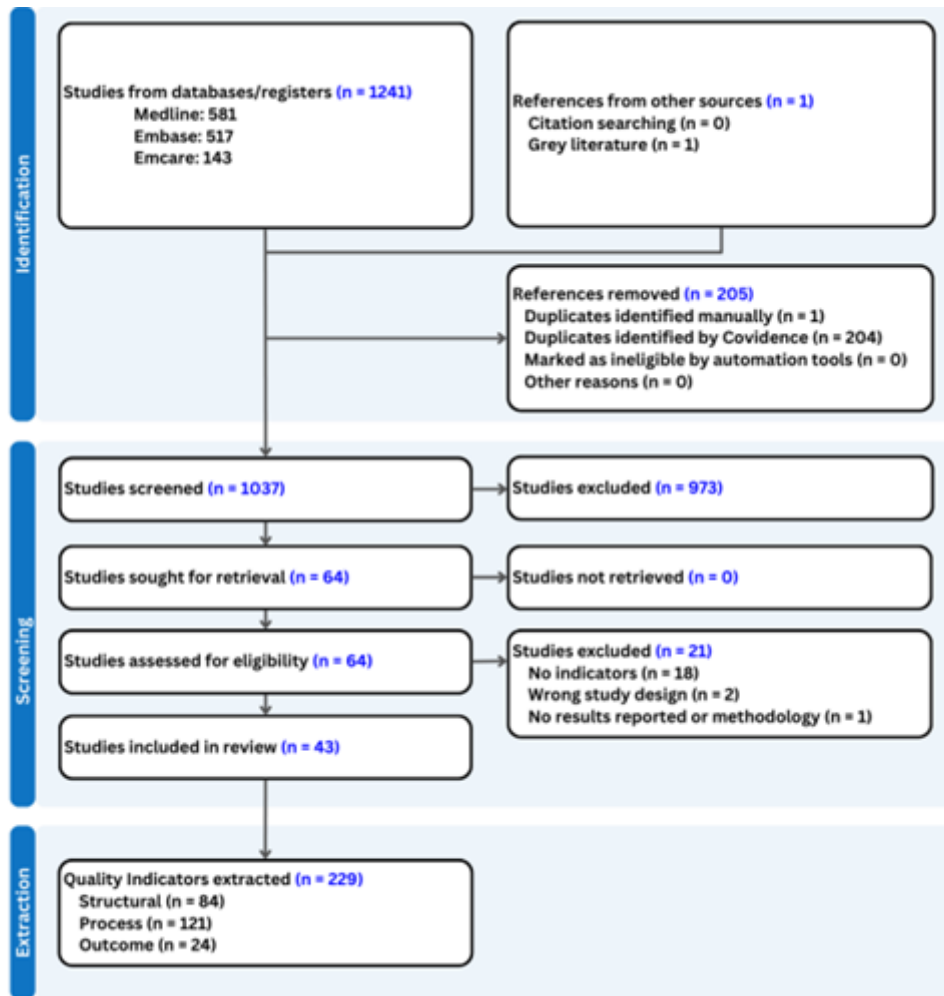 Identification
Studies from databases/registers (n = 1241)
Medline: 581
Embase: 517
Emcare: 143
References from other sources (n = 1)
Citation searching (n = 0)
Grey literature (n = 1)
References removed (n = 205)
Duplicates identified manually (n = 1)
Duplicates identified by Covidence (n = 204)
Marked as ineligible by automation tools (n = 0)
Other reasons (n = 0)
Screening
Studies screened (n = 1037)
Studies excluded (n = 973)
Studies sought for retrieval (n = 64)
Studies not retrieved (n = 0)
Studies assessed for eligibility (n = 64)
Studies excluded (n = 21)
No indicators (n = 18)
Wrong study design (n = 2)
No results reported or methodology (n = 1)
Studies included in review (n = 43)
Extraction
Quality Indicators extracted (n = 229)
Structural (n = 84)
Process (n = 121)
Outcome (n = 24)